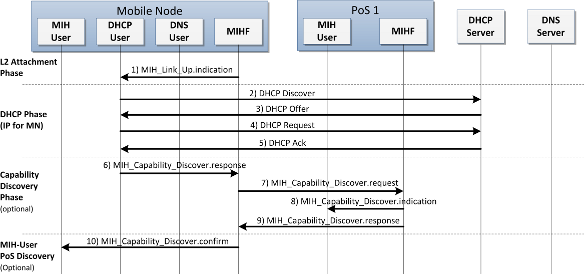 Mobile Node
PoS 1
MIH
User
DHCP
User
DNS
User
MIHF
MIH
User
MIHF
DHCP
Server
DNS
Server
L2 Attachment
Phase
1) MIH_Link_Up.indication
2) DHCP Discover
DHCP Phase
(IP for MN)
3) DHCP Offer
4) DHCP Request
5) DHCP Ack
6) MIH_Capability_Discover.response
Capability
Discovery
Phase
(optional)
7) MIH_Capability_Discover.request
8) MIH_Capability_Discover.indication
9) MIH_Capability_Discover.response
MIH-User
PoS Discovery
(Optional)
10) MIH_Capability_Discover.confirm